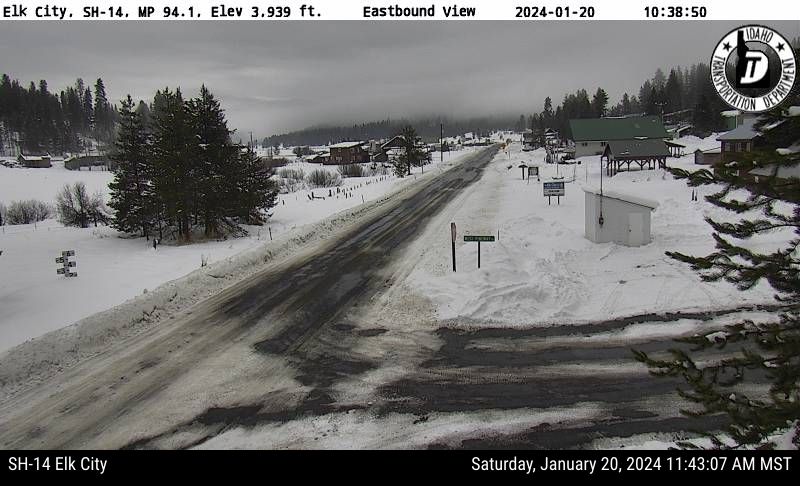 Elk City, SH-14, MP 94.1, Elev 3,939 ft. Eastbound View 2024-01-20 10:38:50
IDAHO
TRANSPORTATION DEPARTMENT
SH-14 Elk City Saturday, January 20, 2024 11:43:07 AM MST